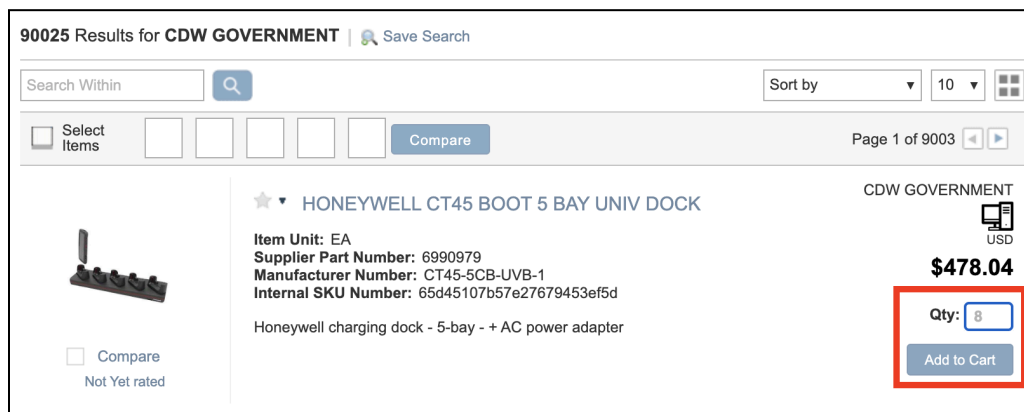 90025 Results for CDW GOVERNMENT | Save Search
Search Within
Sort by
10
Select Items
Compare
Page 1 of 9003
CDW GOVERNMENT
HONEYWELL CT45 BOOT 5 BAY UNIV DOCK
USD
Item Unit: EA
Supplier Part Number: 6990979
Manufacturer Number: CT45-5CB-UVB-1
Internal SKU Number: 65d45107b57e27679453ef5d
$478.04
Qty: 8
Honeywell charging dock - 5-bay - + AC power adapter
Add to Cart
Compare
Not Yet rated